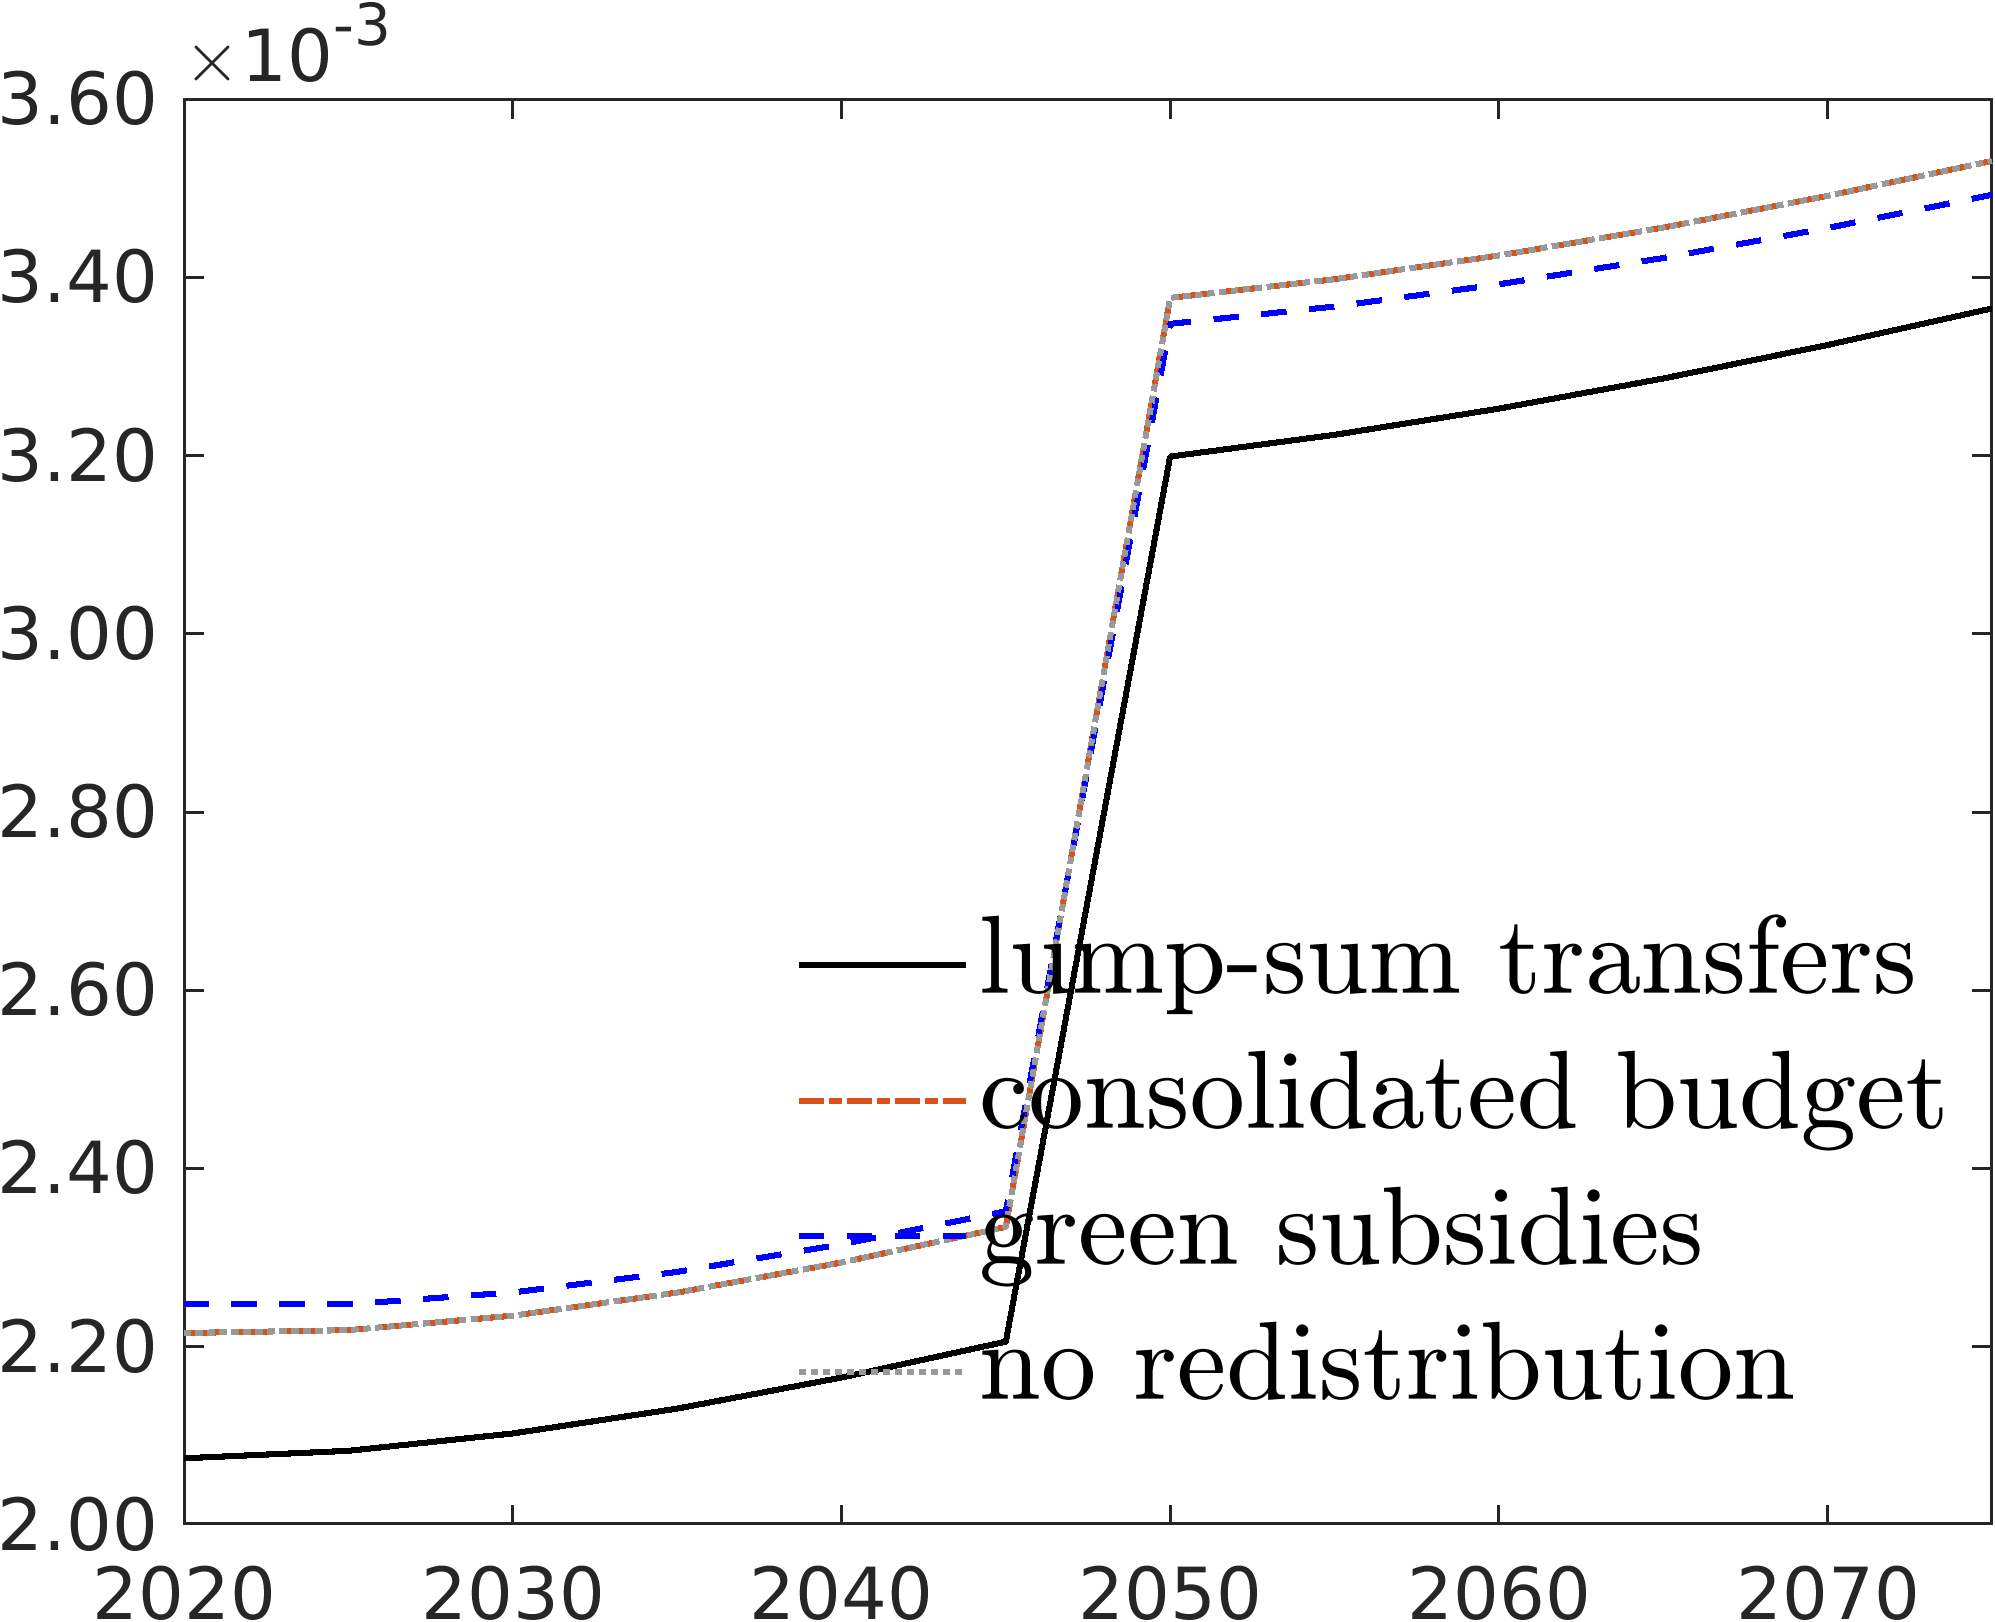 ×10-3
3.60
3.40
3.20
3.00
2.80
2.60
2.40
2.20
2.00
2020 2030 2040 2050 2060 2070
lump-sum transfers
consolidated budget
green subsidies
no redistribution